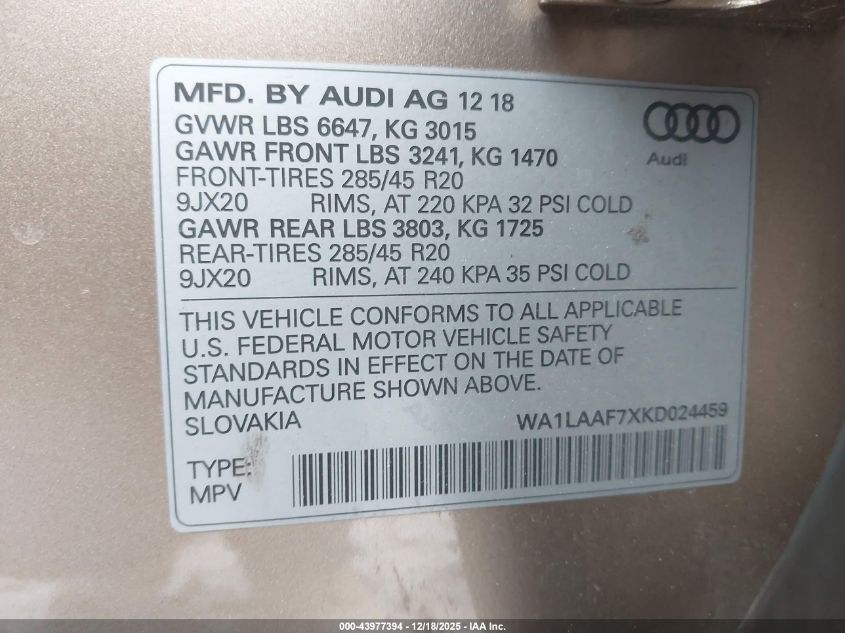 MFD. BY AUDI AG 12 18
GVWR LBS 6647, KG 3015
GAWR FRONT LBS 3241, KG 1470
FRONT-TIRES 285/45 R20
9JX20 RIMS, AT 220 KPA 32 PSI COLD
GAWR REAR LBS 3803, KG 1725
REAR-TIRES 285/45 R20
9JX20 RIMS, AT 240 KPA 35 PSI COLD
Audi
THIS VEHICLE CONFORMS TO ALL APPLICABLE
U.S. FEDERAL MOTOR VEHICLE SAFETY
STANDARDS IN EFFECT ON THE DATE OF
MANUFACTURE SHOWN ABOVE.
SLOVAKIA WA1LAAF7XKD024459
TYPE:
MPV
000-43977394 - 12/18/2025 - IAA Inc.